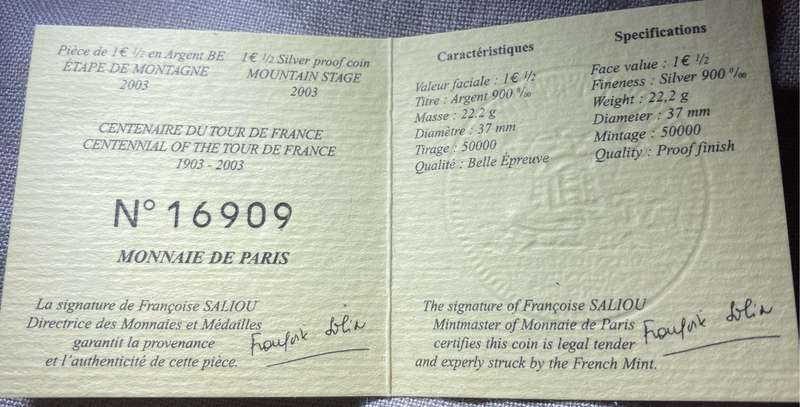 Pièce de 1€ ½ en Argent BE
ÉTAPE DE MONTAGNE
2003
1€ ½ Silver proof coin
MOUNTAIN STAGE
2003
CENTENAIRE DU TOUR DE FRANCE
CENTENNIAL OF THE TOUR DE FRANCE
1903 - 2003
N° 16909
MONNAIE DE PARIS
La signature de Françoise SALIOU
Directrice des Monnaies et Médailles
garantit la provenance
et l'authenticité de cette pièce.
Caractéristiques
Valeur faciale : 1€ ½
Titre : Argent 900 ‰
Masse : 22.2 g
Diamètre : 37 mm
Tirage : 50000
Qualité : Belle Épreuve
Specifications
Face value : 1€ ½
Fineness : Silver 900 ‰
Weight : 22,2 g
Diameter : 37 mm
Mintage : 50000
Quality : Proof finish
The signature of Françoise SALIOU
Mintmaster of Monnaie de Paris
certifies this coin is legal tender
and experly struck by the French Mint.